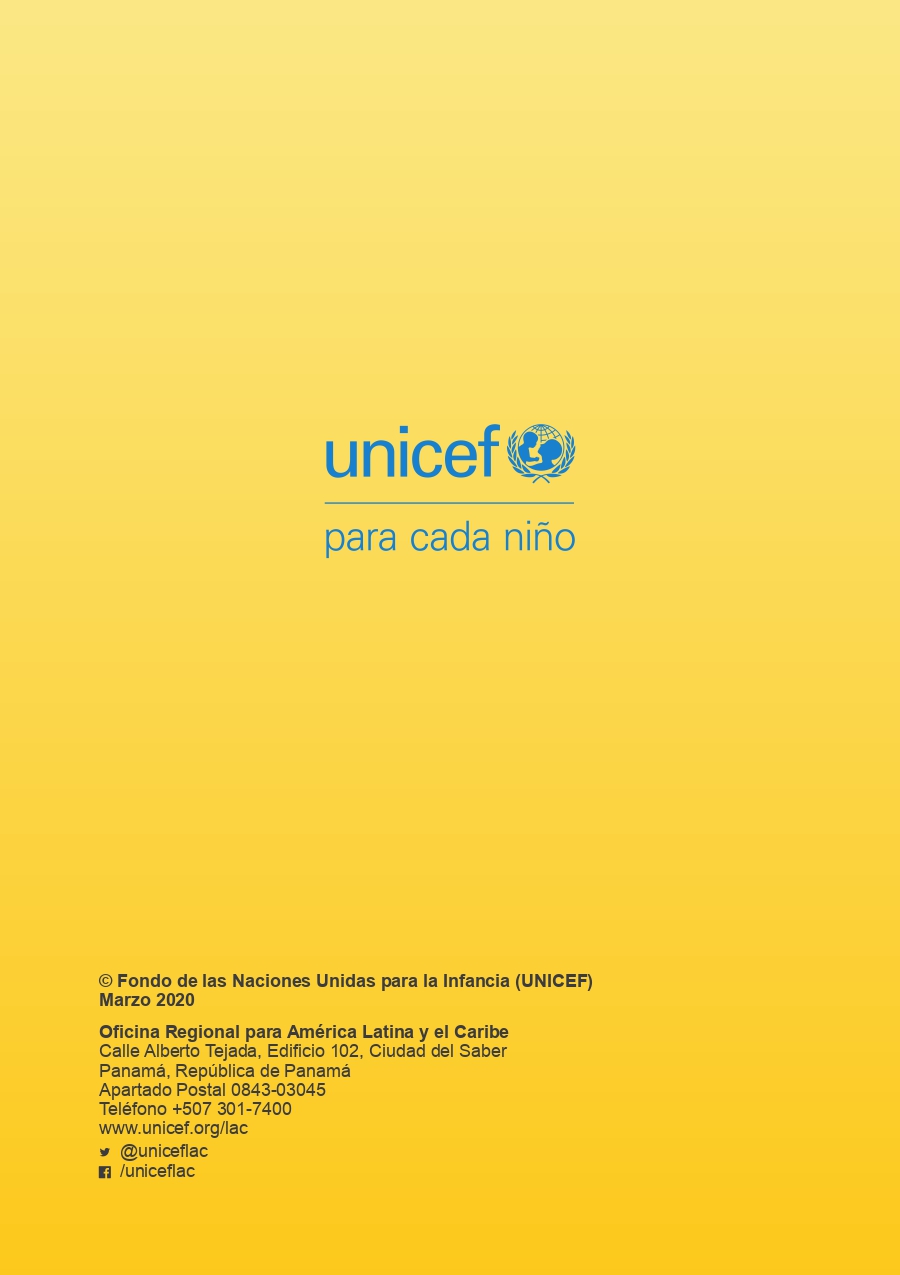 unicef
para cada niño
© Fondo de las Naciones Unidas para la Infancia (UNICEF)
Marzo 2020
Oficina Regional para América Latina y el Caribe
Calle Alberto Tejada, Edificio 102, Ciudad del Saber
Panamá, República de Panamá
Apartado Postal 0843-03045
Teléfono +507 301-7400
www.unicef.org/lac
@uniceflac
/uniceflac